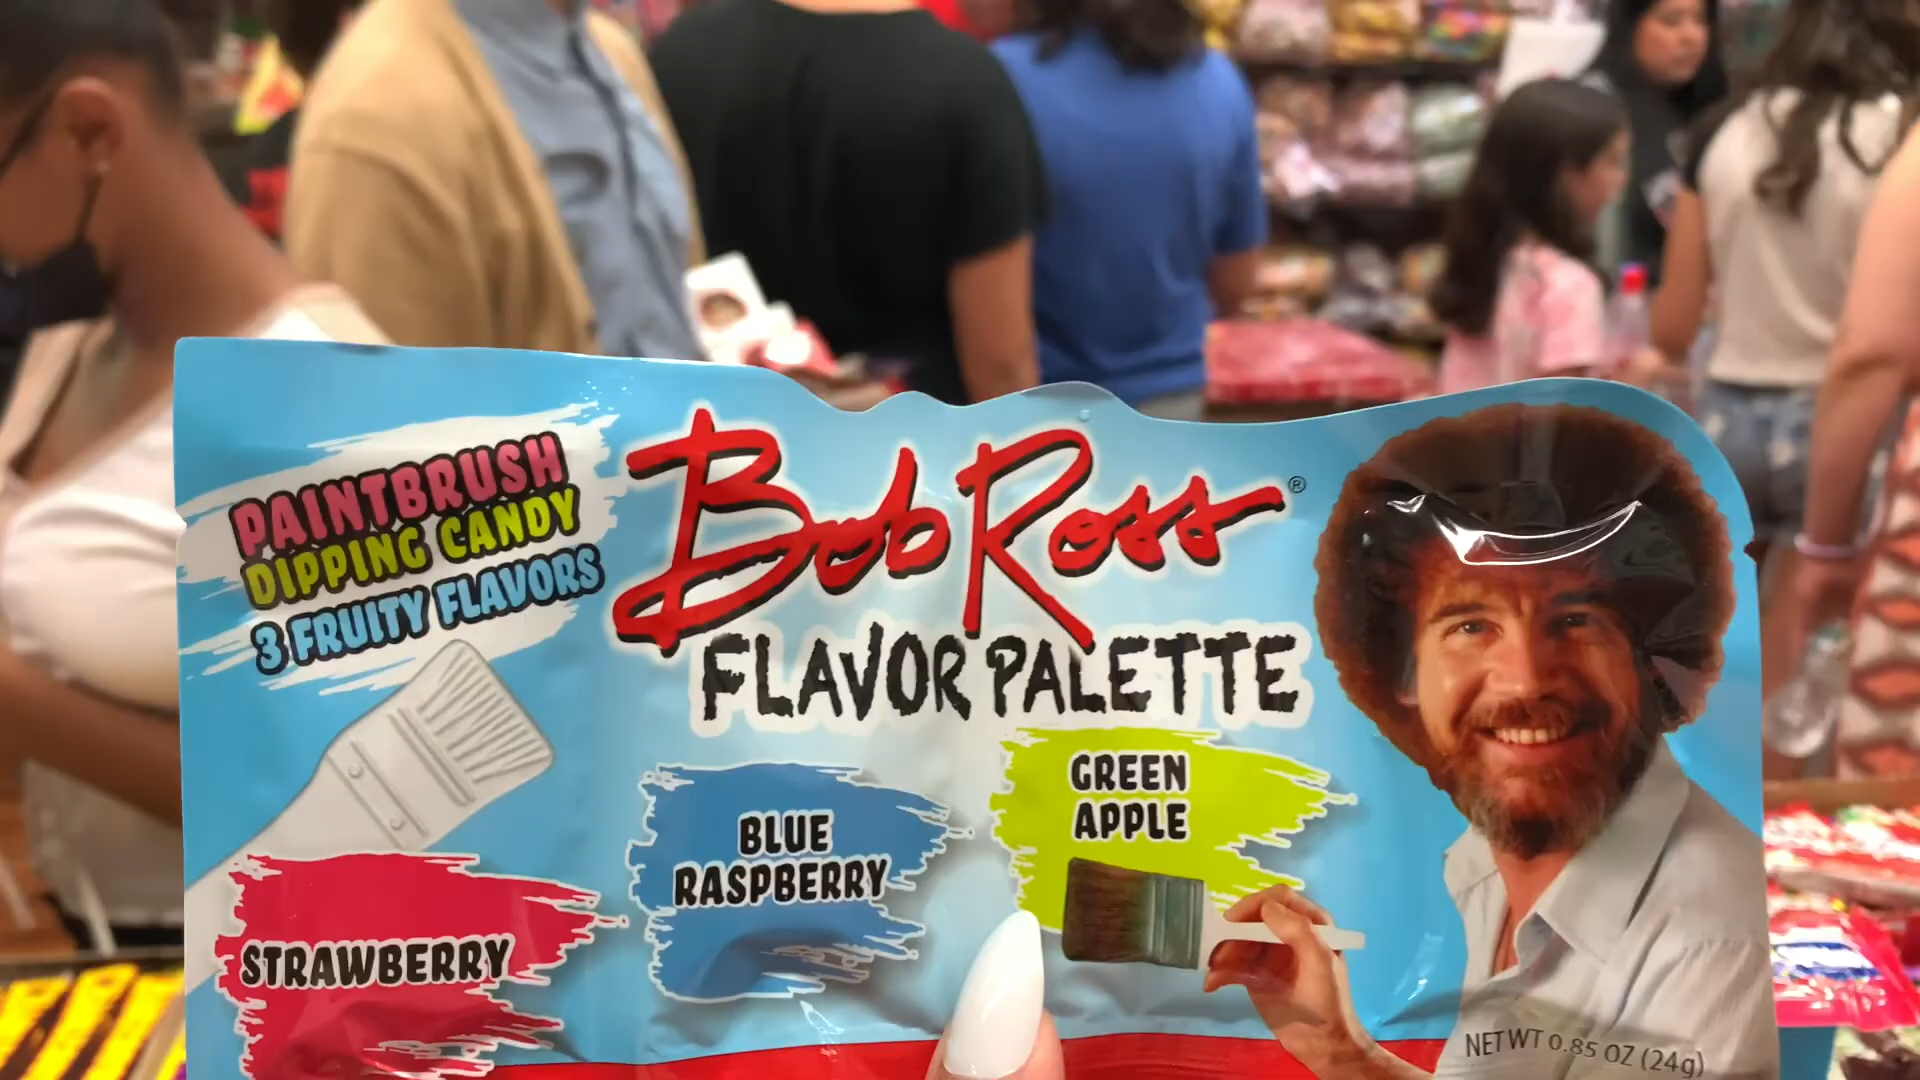 PAINTBRUSH
DIPPING CANDY
3 FRUITY FLAVORS
Bob Ross®
FLAVOR PALETTE
GREEN
APPLE
BLUE
RASPBERRY
STRAWBERRY
NET WT 0.85 OZ (24g)